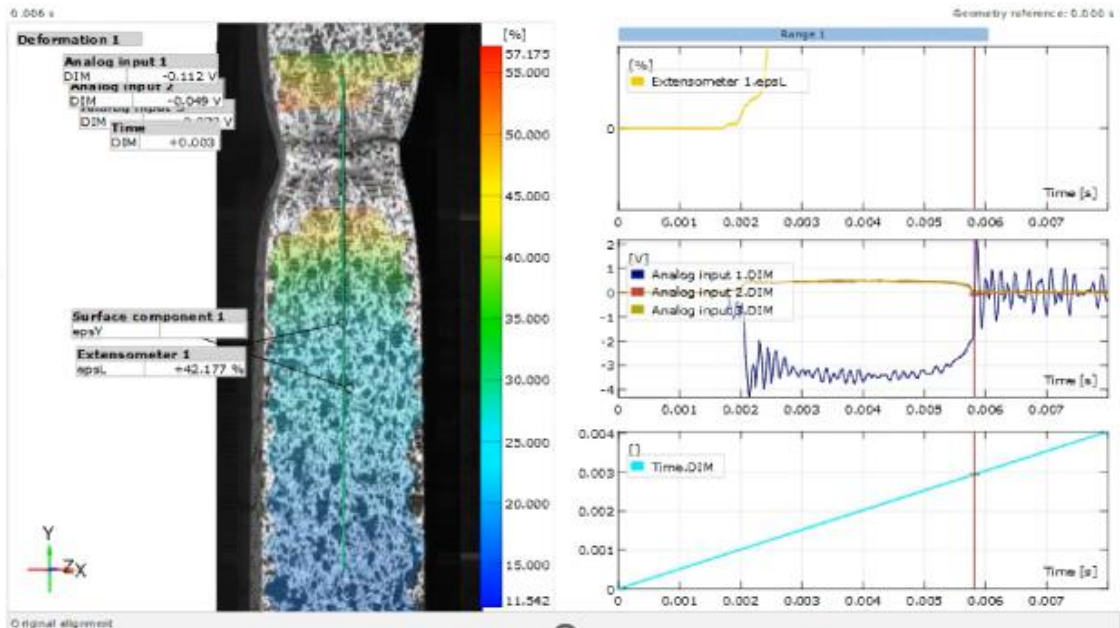 0.006 s
Geometry reference: 0.000 s
Deformation 1
Analog input 1
DIM -0.112 V
Analog input 2
DIM -0.049 V
Time
DIM +0.003
Surface component 1
epsY
Extensometer 1
epsL +42.177 %
Y
Z X
Original alignment
[%]
57.175
55.000
50.000
45.000
40.000
35.000
30.000
25.000
20.000
15.000
11.542
Range 1
[%]
Extensometer 1.epsL
0
Time [s]
0 0.001 0.002 0.003 0.004 0.005 0.006 0.007
[V]
Analog input 1.DIM
Analog input 2.DIM
Analog input 3.DIM
2
1
0
-1
-2
-3
-4
Time [s]
0 0.001 0.002 0.003 0.004 0.005 0.006 0.007
[]
Time.DIM
0.004
0.003
0.002
0.001
0
Time [s]
0 0.001 0.002 0.003 0.004 0.005 0.006 0.007